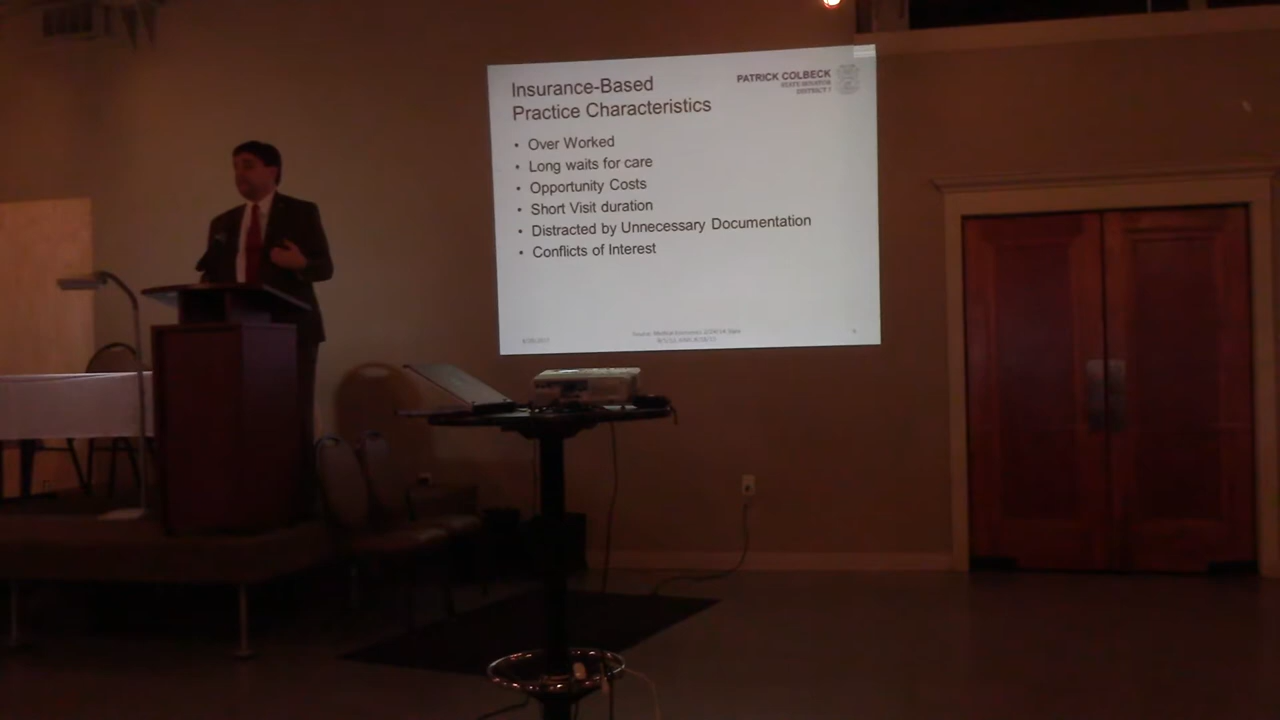 Insurance-Based
Practice Characteristics
PATRICK COLBECK
STATE SENATOR
DISTRICT 7
• Over Worked
• Long waits for care
• Opportunity Costs
• Short Visit duration
• Distracted by Unnecessary Documentation
• Conflicts of Interest